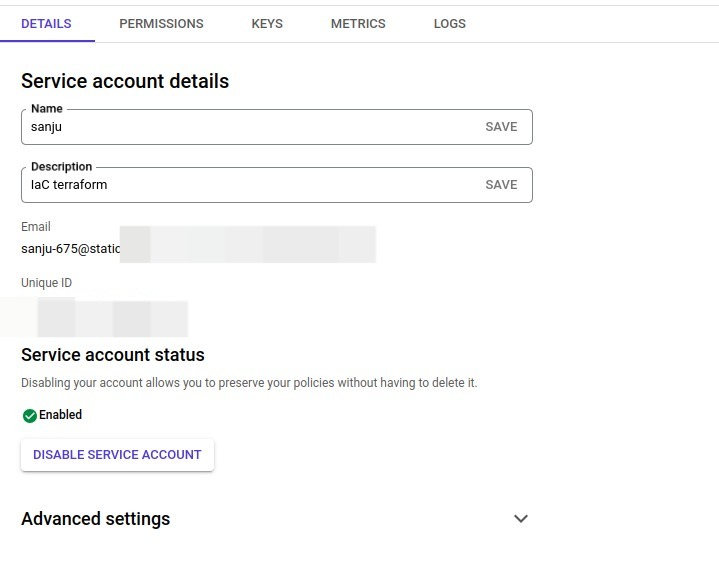 DETAILS PERMISSIONS KEYS METRICS LOGS
Service account details
Name
sanju SAVE
Description
IaC terraform SAVE
Email
sanju-675@static
Unique ID
Service account status
Disabling your account allows you to preserve your policies without having to delete it.
Enabled
DISABLE SERVICE ACCOUNT
Advanced settings